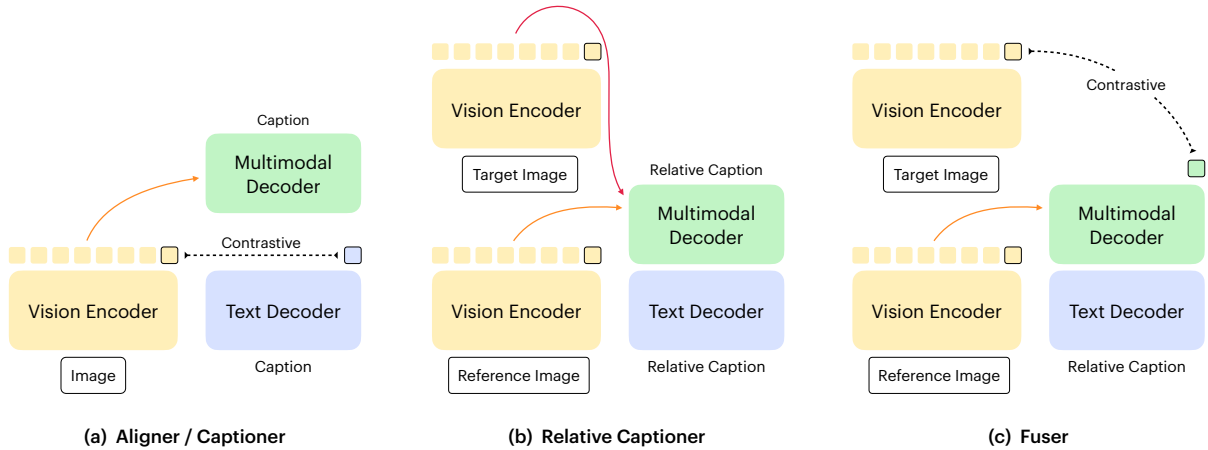 Caption
Multimodal
Decoder
Contrastive
Vision Encoder
Text Decoder
Image
Caption
(a) Aligner / Captioner
Vision Encoder
Target Image
Relative Caption
Multimodal
Decoder
Vision Encoder
Text Decoder
Reference Image
Relative Caption
(b) Relative Captioner
Vision Encoder
Contrastive
Target Image
Multimodal
Decoder
Vision Encoder
Text Decoder
Reference Image
Relative Caption
(c) Fuser